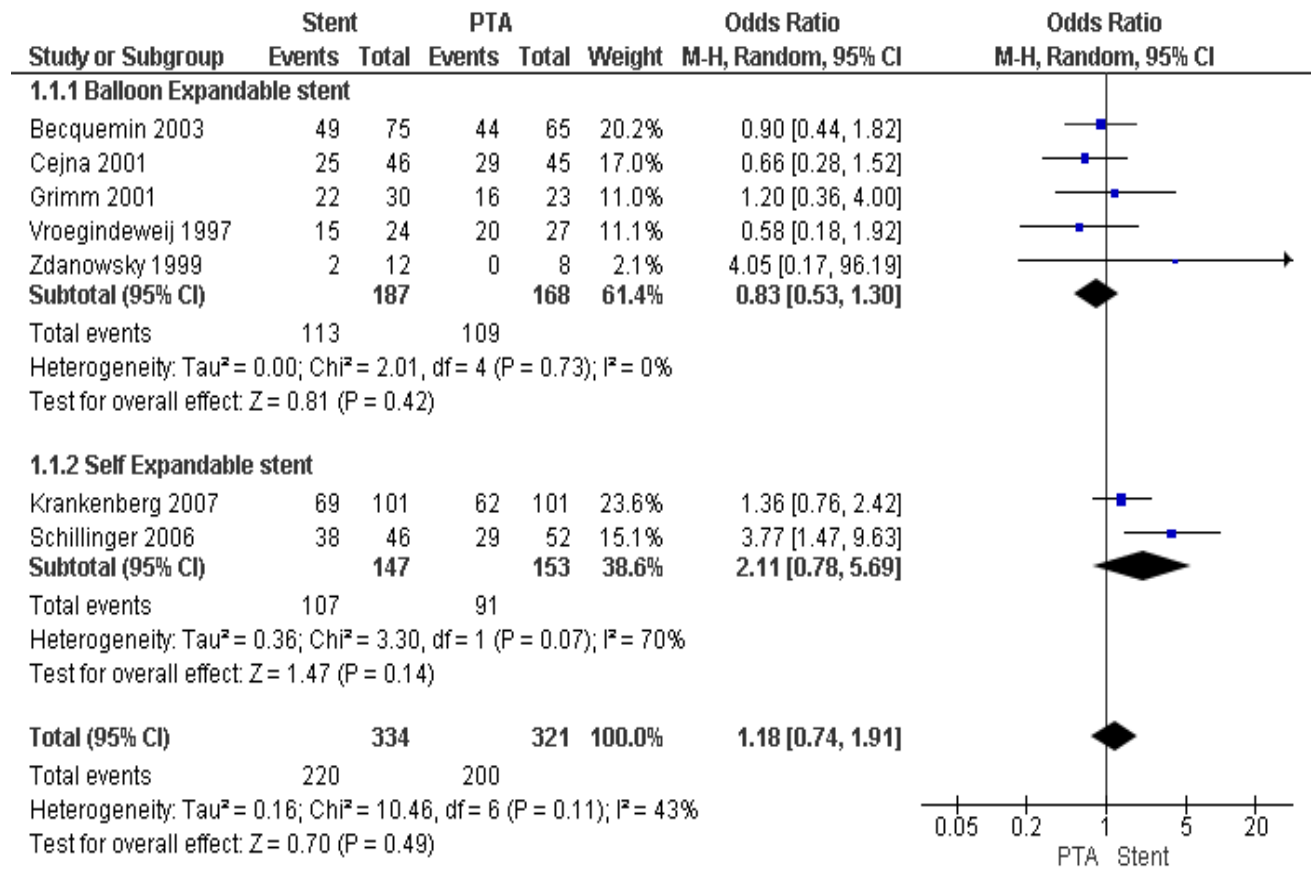 Stent PTA Odds Ratio Odds Ratio
Study or Subgroup Events Total Events Total Weight M-H, Random, 95% CI M-H, Random, 95% CI
1.1.1 Balloon Expandable stent
Becquemin 2003 49 75 44 65 20.2% 0.90 [0.44, 1.82]
Cejna 2001 25 46 29 45 17.0% 0.66 [0.28, 1.52]
Grimm 2001 22 30 16 23 11.0% 1.20 [0.36, 4.00]
Vroegindeweij 1997 15 24 20 27 11.1% 0.58 [0.18, 1.92]
Zdanowsky 1999 2 12 0 8 2.1% 4.05 [0.17, 96.19]
Subtotal (95% CI) 187 168 61.4% 0.83 [0.53, 1.30]
Total events 113 109
Heterogeneity: Tau² = 0.00; Chi² = 2.01, df = 4 (P = 0.73); I² = 0%
Test for overall effect: Z = 0.81 (P = 0.42)
1.1.2 Self Expandable stent
Krankenberg 2007 69 101 62 101 23.6% 1.36 [0.76, 2.42]
Schillinger 2006 38 46 29 52 15.1% 3.77 [1.47, 9.63]
Subtotal (95% CI) 147 153 38.6% 2.11 [0.78, 5.69]
Total events 107 91
Heterogeneity: Tau² = 0.36; Chi² = 3.30, df = 1 (P = 0.07); I² = 70%
Test for overall effect: Z = 1.47 (P = 0.14)
Total (95% CI) 334 321 100.0% 1.18 [0.74, 1.91]
Total events 220 200
Heterogeneity: Tau² = 0.16; Chi² = 10.46, df = 6 (P = 0.11); I² = 43%
Test for overall effect: Z = 0.70 (P = 0.49)
0.05 0.2 1 5 20
PTA Stent